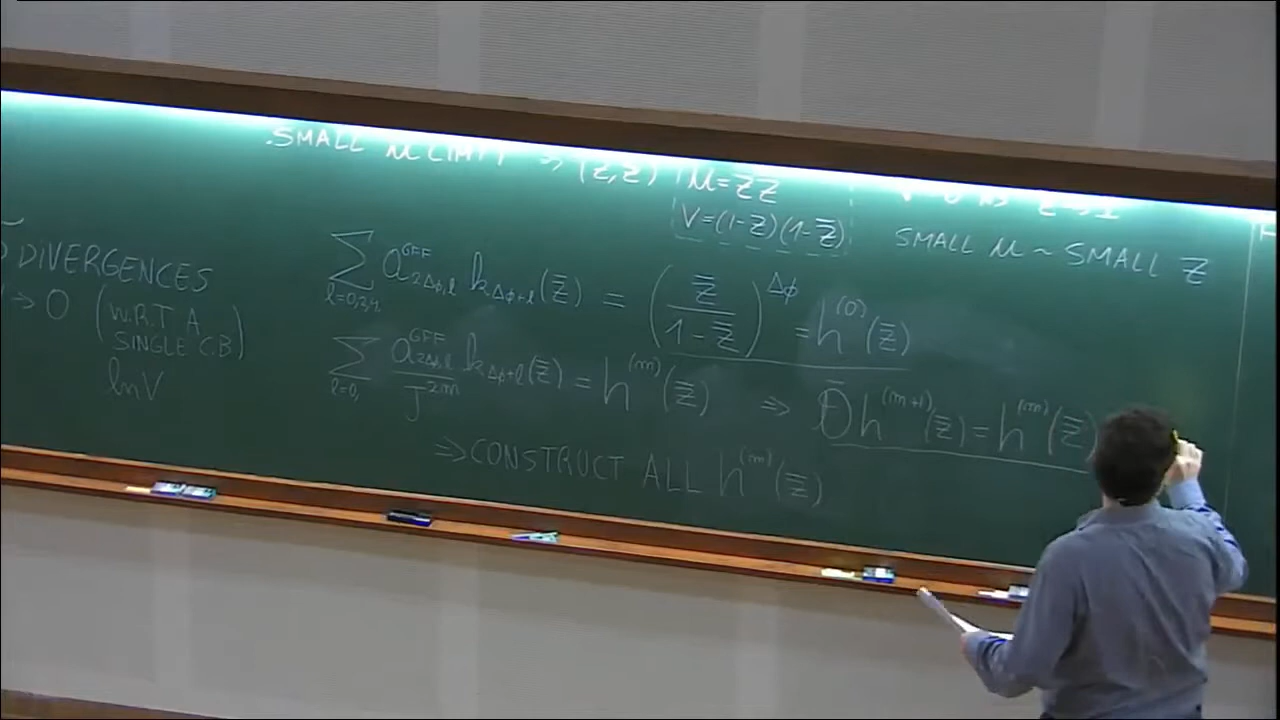 .SMALL u LIMIT → (z, z̄) u = z z̄
V=(1-z)(1-z̄)
SMALL u ~ SMALL z
DIVERGENCES
→ 0 (W.R.T A SINGLE C.B)
lnV
∑_{l=0,2,4,} a^{GFF}_{2Δφ,l} k_{Δφ+l}(z̄) = (z̄/(1-z̄))^{Δφ} = h^{(0)}(z̄)
∑_{l=0,} a^{GFF}_{2Δφ,l}/J^{2m} k_{Δφ+l}(z̄) = h^{(m)}(z̄) ⇒ D̄ h^{(m+1)}(z̄) = h^{(m)}(z̄)
⇒ CONSTRUCT ALL h^{(m)}(z̄)